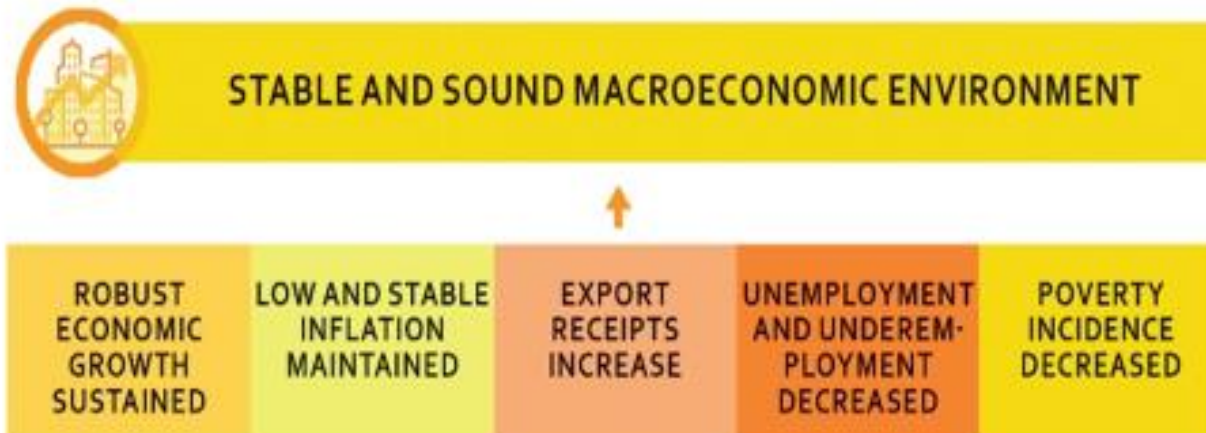 STABLE AND SOUND MACROECONOMIC ENVIRONMENT
ROBUST
ECONOMIC
GROWTH
SUSTAINED
LOW AND STABLE
INFLATION
MAINTAINED
EXPORT
RECEIPTS
INCREASE
UNEMPLOYMENT
AND UNDEREM-
PLOYMENT
DECREASED
POVERTY
INCIDENCE
DECREASED